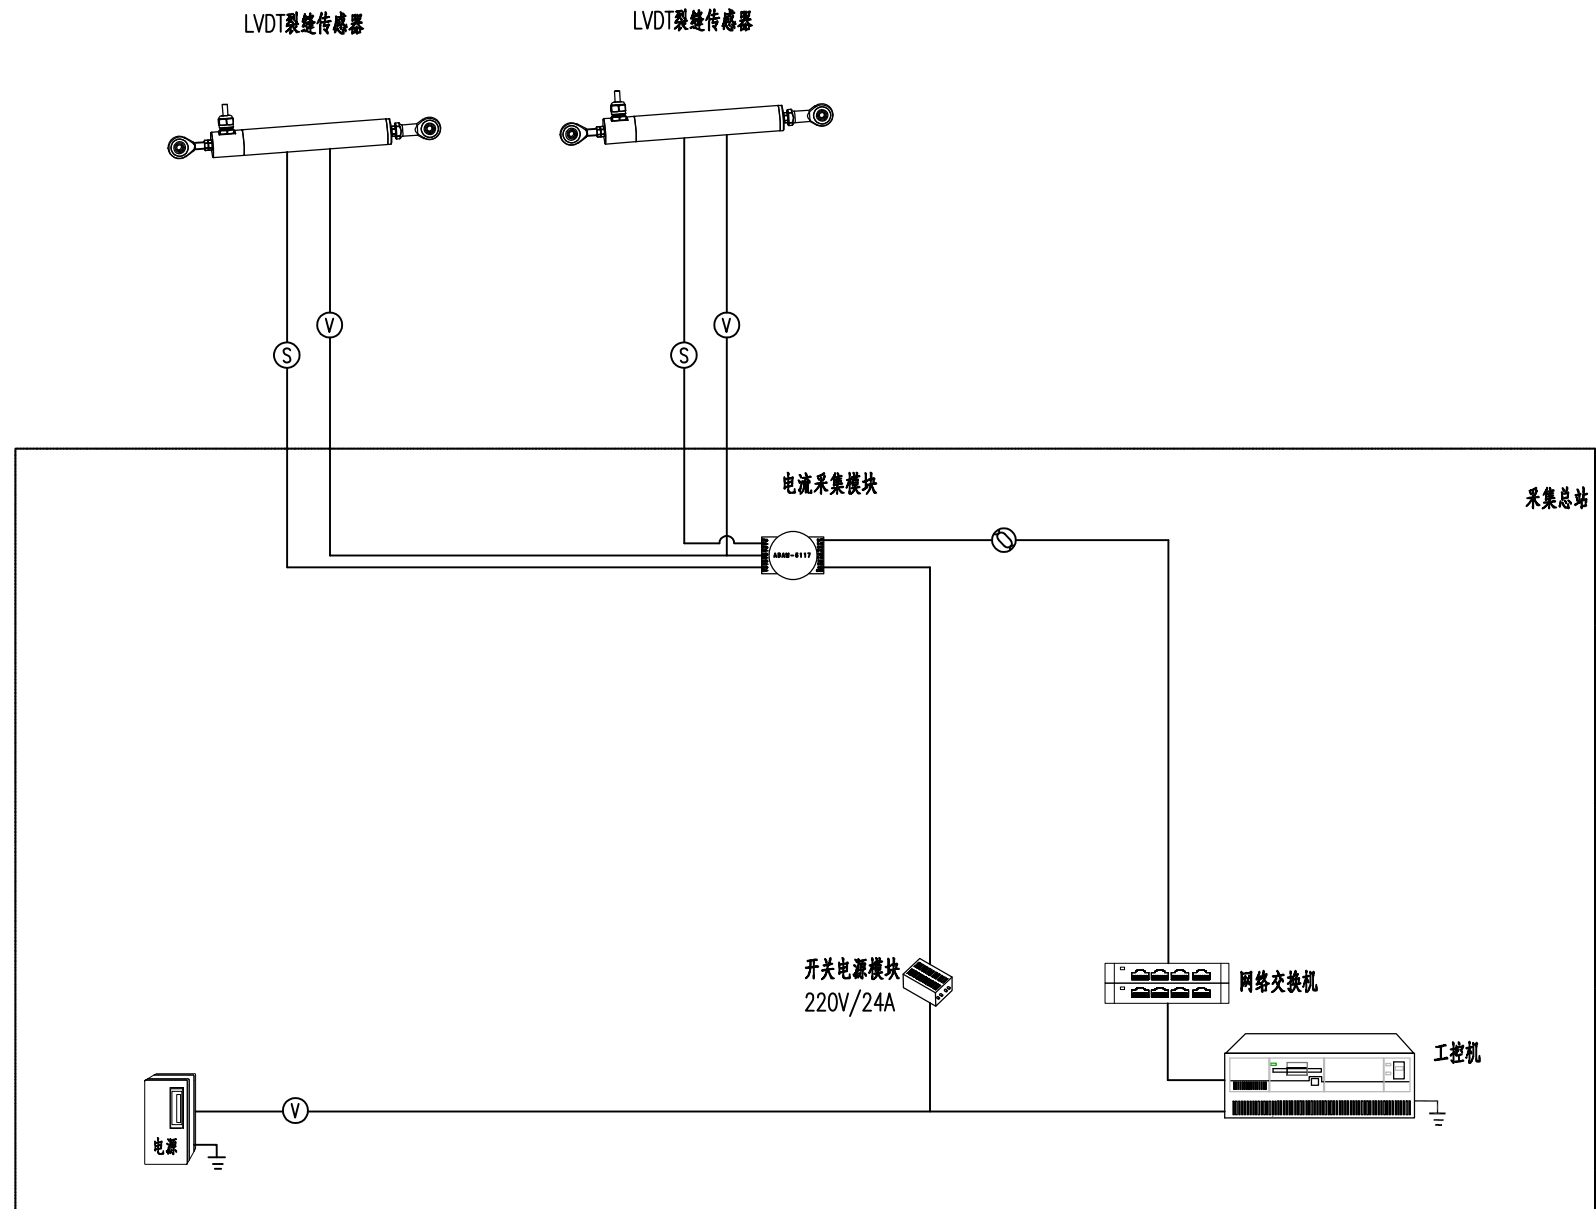 LVDT裂缝传感器
LVDT裂缝传感器
V
V
S
S
电流采集模块
采集总站
ADAM-6117
开关电源模块
220V/24A
网络交换机
工控机
V
电源